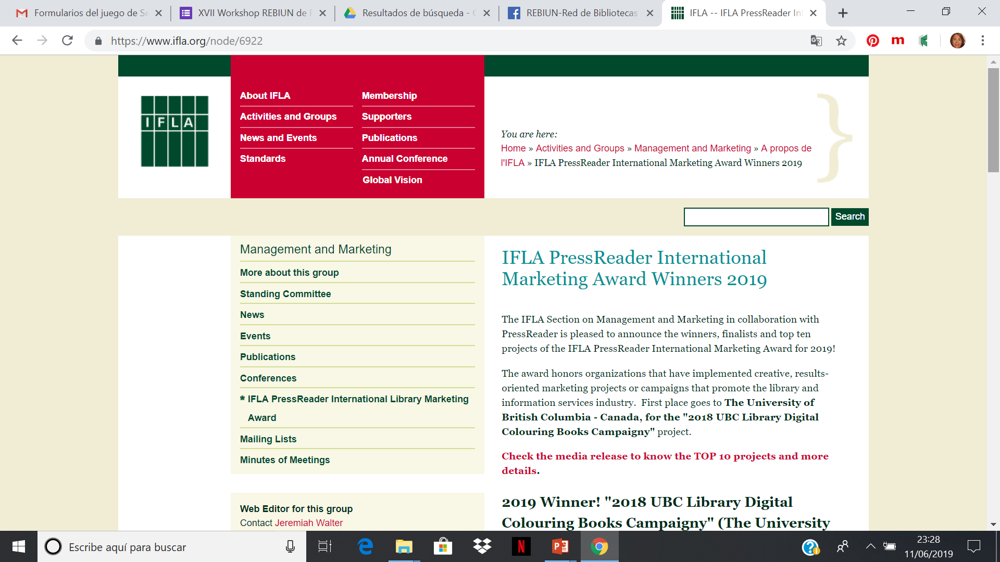 Formularios del juego de Se
XVII Workshop REBIUN de P
Resultados de búsqueda - G
REBIUN-Red de Bibliotecas
IFLA -- IFLA PressReader Int
https://www.ifla.org/node/6922
IFLA
About IFLA
Activities and Groups
News and Events
Standards
Membership
Supporters
Publications
Annual Conference
Global Vision
You are here:
Home » Activities and Groups » Management and Marketing » A propos de
l'IFLA » IFLA PressReader International Marketing Award Winners 2019
Search
Management and Marketing
More about this group
Standing Committee
News
Events
Publications
Conferences
* IFLA PressReader International Library Marketing
Award
Mailing Lists
Minutes of Meetings
Web Editor for this group
Contact Jeremiah Walter
IFLA PressReader International
Marketing Award Winners 2019
The IFLA Section on Management and Marketing in collaboration with
PressReader is pleased to announce the winners, finalists and top ten
projects of the IFLA PressReader International Marketing Award for 2019!
The award honors organizations that have implemented creative, results-
oriented marketing projects or campaigns that promote the library and
information services industry. First place goes to The University of
British Columbia - Canada, for the "2018 UBC Library Digital
Colouring Books Campaigny" project.
Check the media release to know the TOP 10 projects and more
details.
2019 Winner! "2018 UBC Library Digital
Colouring Books Campaigny" (The University
Escribe aquí para buscar
23:28
11/06/2019